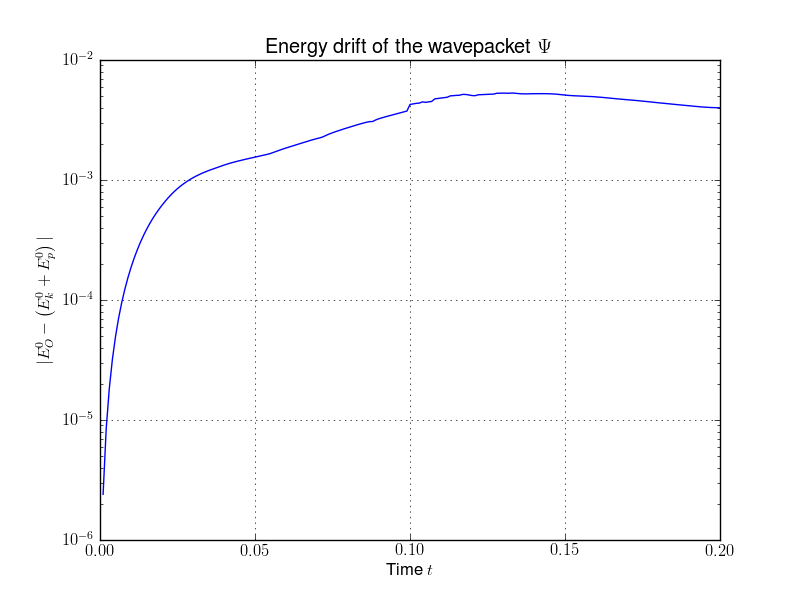 Energy drift of the wavepacket Ψ
10⁻²
10⁻³
10⁻⁴
10⁻⁵
10⁻⁶
|E_O^0 − (E_k^0 + E_p^0) |
0.00 0.05 0.10 0.15 0.20
Time t